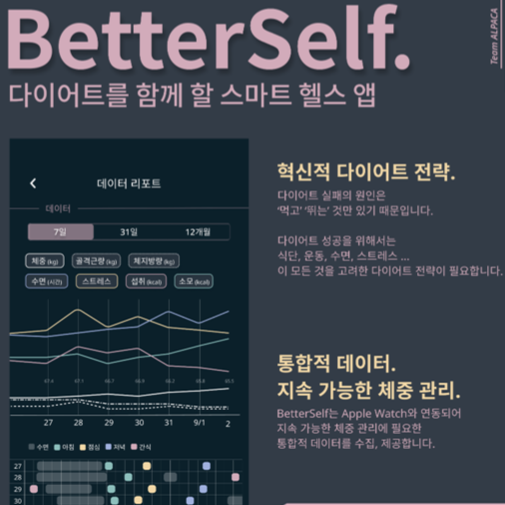 BetterSelf.
Team ALPACA
다이어트를 함께 할 스마트 헬스 앱
데이터 리포트
데이터
7일 31일 12개월
체중(kg) 골격근량(kg) 체지방량(kg)
수면(시간) 스트레스 섭취(kcal) 소모(kcal)
27 28 29 30 31 9/1 2
수면 아침 점심 저녁 간식
27
28
29
30
혁신적 다이어트 전략.
다이어트 실패의 원인은
'먹고' '뛰는' 것만 있기 때문입니다.
다이어트 성공을 위해서는
식단, 운동, 수면, 스트레스 ...
이 모든 것을 고려한 다이어트 전략이 필요합니다.
통합적 데이터.
지속 가능한 체중 관리.
BetterSelf는 Apple Watch와 연동되어
지속 가능한 체중 관리에 필요한
통합적 데이터를 수집, 제공합니다.